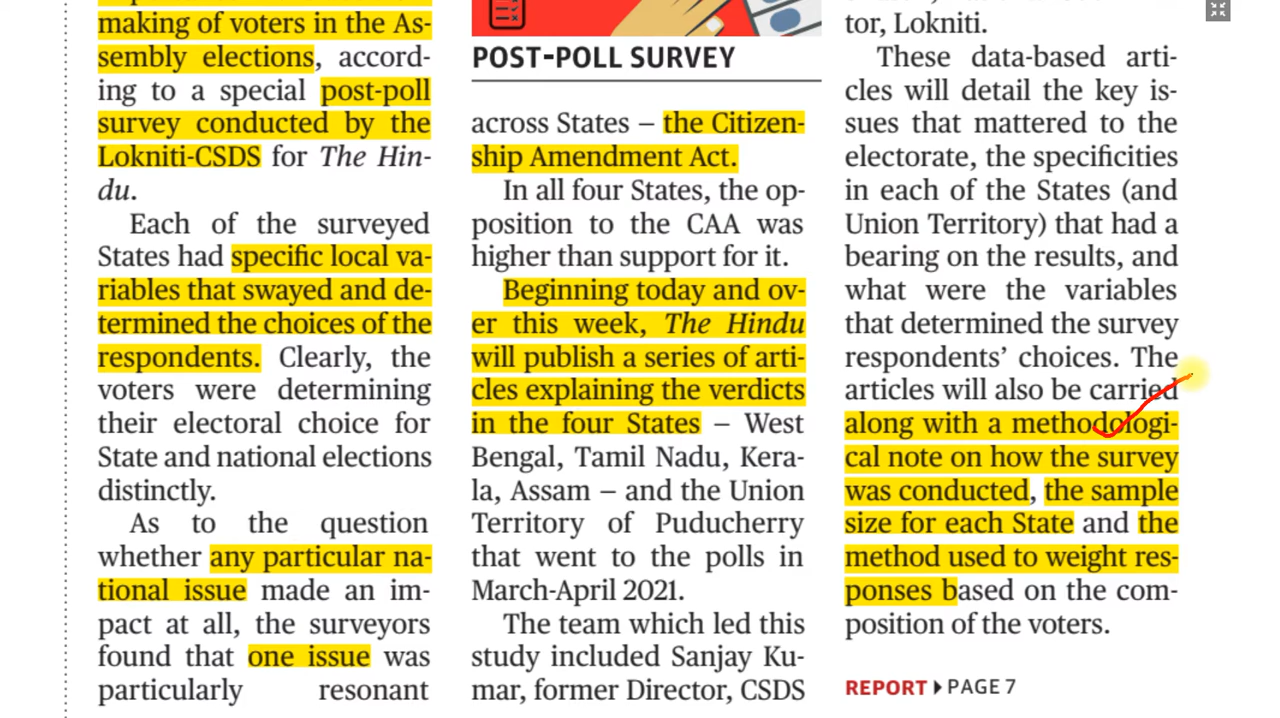 making of voters in the As-
sembly elections, accord-
ing to a special post-poll
survey conducted by the
Lokniti-CSDS for The Hin-
du.
Each of the surveyed
States had specific local va-
riables that swayed and de-
termined the choices of the
respondents. Clearly, the
voters were determining
their electoral choice for
State and national elections
distinctly.
As to the question
whether any particular na-
tional issue made an im-
pact at all, the surveyors
found that one issue was
particularly resonant
POST-POLL SURVEY
across States – the Citizen-
ship Amendment Act.
In all four States, the op-
position to the CAA was
higher than support for it.
Beginning today and ov-
er this week, The Hindu
will publish a series of arti-
cles explaining the verdicts
in the four States – West
Bengal, Tamil Nadu, Kera-
la, Assam – and the Union
Territory of Puducherry
that went to the polls in
March-April 2021.
The team which led this
study included Sanjay Ku-
mar, former Director, CSDS
tor, Lokniti.
These data-based arti-
cles will detail the key is-
sues that mattered to the
electorate, the specificities
in each of the States (and
Union Territory) that had a
bearing on the results, and
what were the variables
that determined the survey
respondents’ choices. The
articles will also be carried
along with a methodologi-
cal note on how the survey
was conducted, the sample
size for each State and the
method used to weight res-
ponses based on the com-
position of the voters.
REPORT PAGE 7